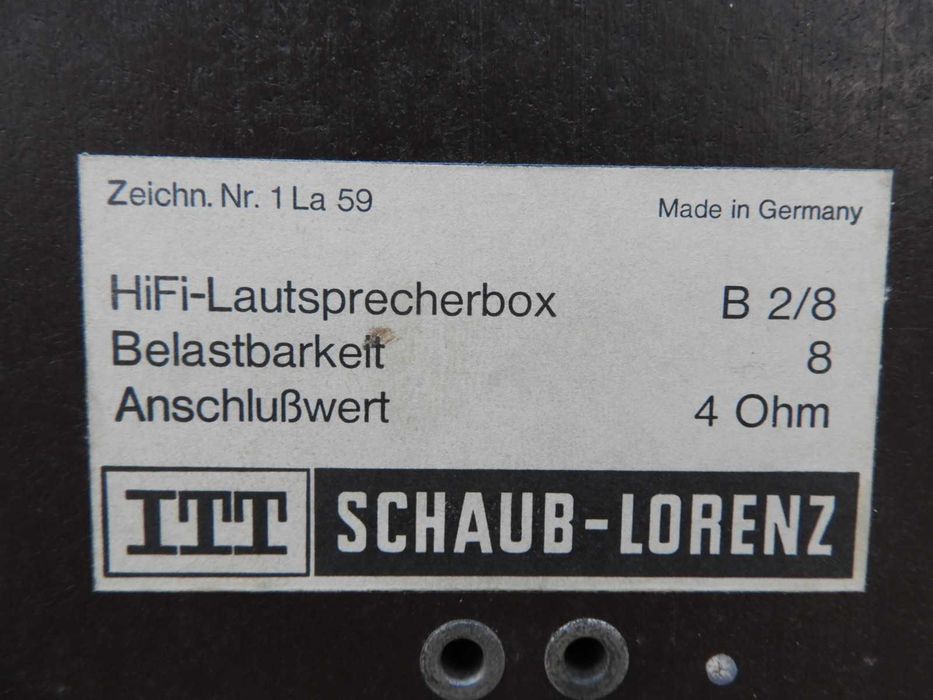 Zeichn. Nr. 1 La 59
Made in Germany
HiFi-Lautsprecherbox B 2/8
Belastbarkeit 8
Anschlußwert 4 Ohm
ITT SCHAUB-LORENZ